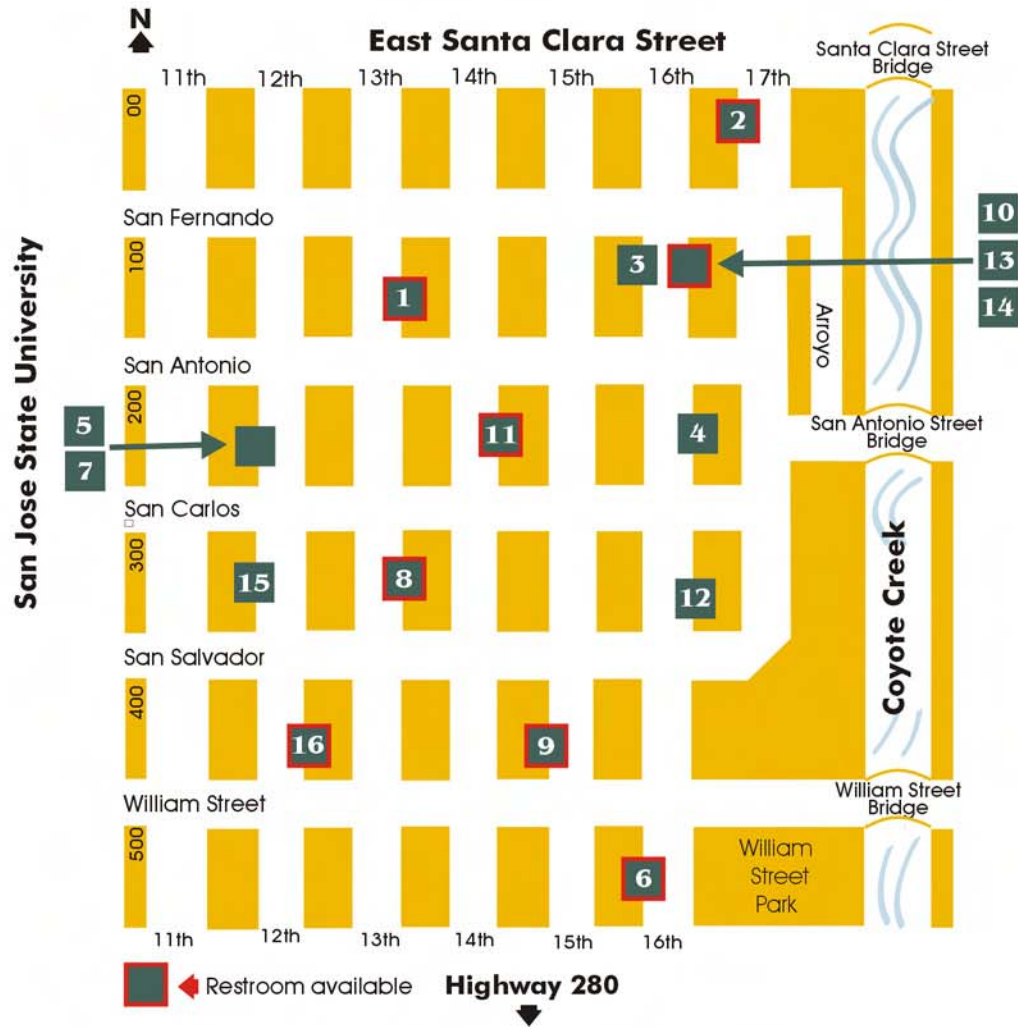 N
East Santa Clara Street
Santa Clara Street
Bridge
11th
12th
13th
14th
15th
16th
17th
00
2
San Fernando
10
100
3
13
1
14
Arroyo
San Antonio
200
5
11
4
San Antonio Street
Bridge
7
San Carlos
San Jose State University
300
15
8
12
Coyote Creek
San Salvador
400
16
9
William Street
William Street
Bridge
500
6
William
Street
Park
11th
12th
13th
14th
15th
16th
Restroom available
Highway 280